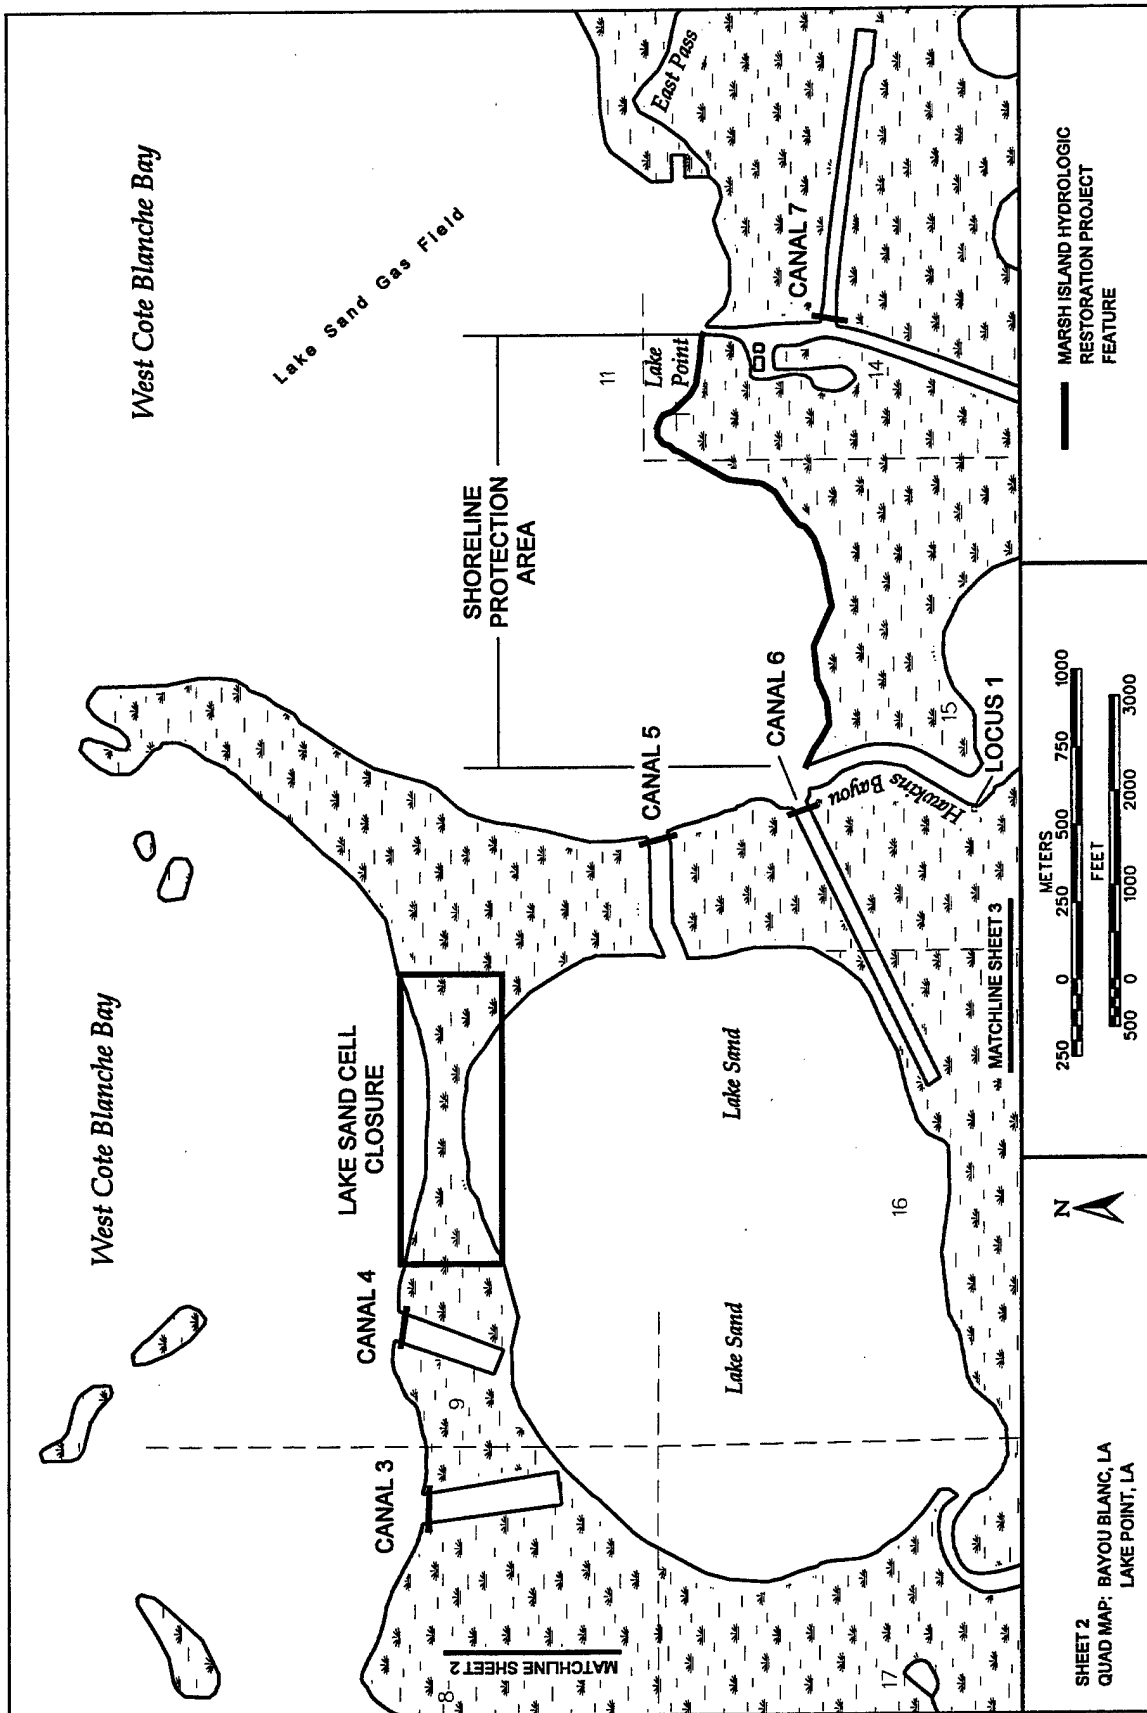 West Cote Blanche Bay
West Cote Blanche Bay
Lake Sand Gas Field
East Pass
SHORELINE
PROTECTION
AREA
11
Lake
Point
CANAL 7
14
LAKE SAND CELL
CLOSURE
CANAL 3
CANAL 4
9
CANAL 5
CANAL 6
Hawkins
Bayou
15
LOCUS 1
Lake Sand
Lake Sand
16
8
MATCHLINE SHEET 2
17
MATCHLINE SHEET 3
SHEET 2
QUAD MAP: BAYOU BLANC, LA
LAKE POINT, LA
N
METERS
250 0 250 500 750 1000
FEET
500 0 1000 2000 3000
MARSH ISLAND HYDROLOGIC
RESTORATION PROJECT
FEATURE